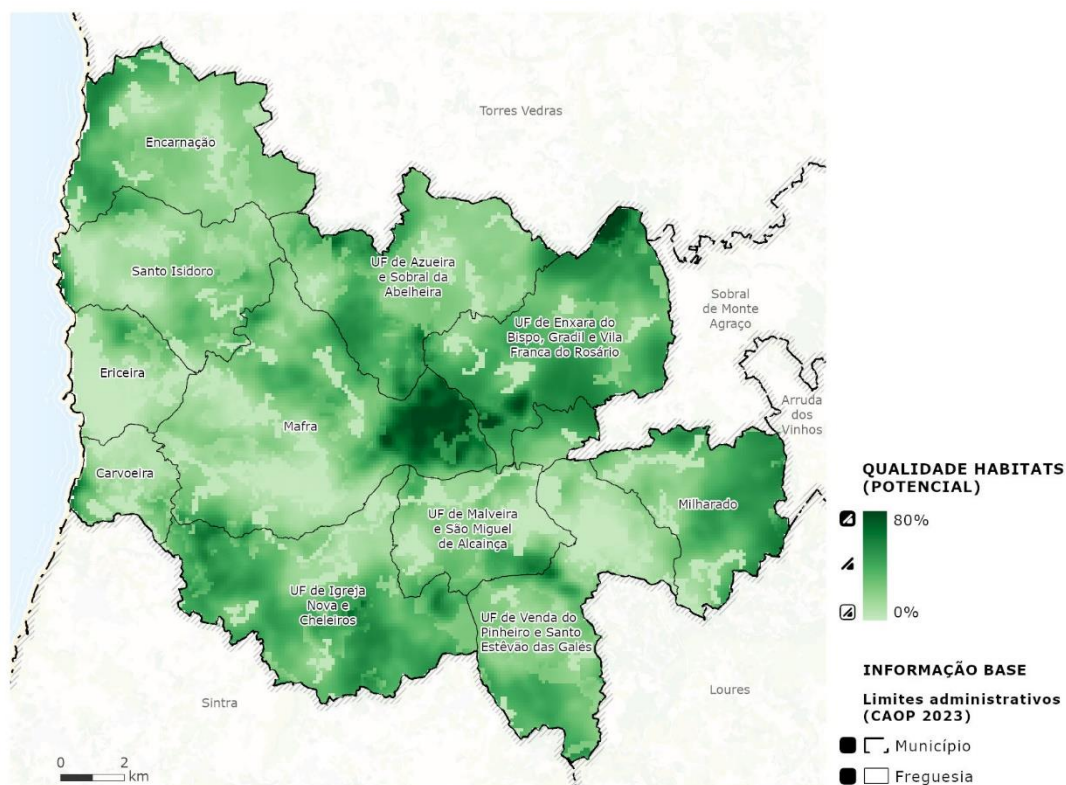 Torres Vedras
Encarnação
Santo Isidoro
UF de Azueira
e Sobral da
Abelheira
Sobral
de Monte
Agraço
UF de Enxara do
Bispo, Gradil e Vila
Franca do Rosário
Ericeira
Arruda
dos
Vinhos
Mafra
Carvoeira
Milharado
UF de Malveira
e São Miguel
de Alcainça
UF de Igreja
Nova e
Cheleiros
UF de Venda do
Pinheiro e Santo
Estêvão das Galés
Sintra
Loures
0 2
km
QUALIDADE HABITATS
(POTENCIAL)
80%
0%
INFORMAÇÃO BASE
Limites administrativos
(CAOP 2023)
Município
Freguesia